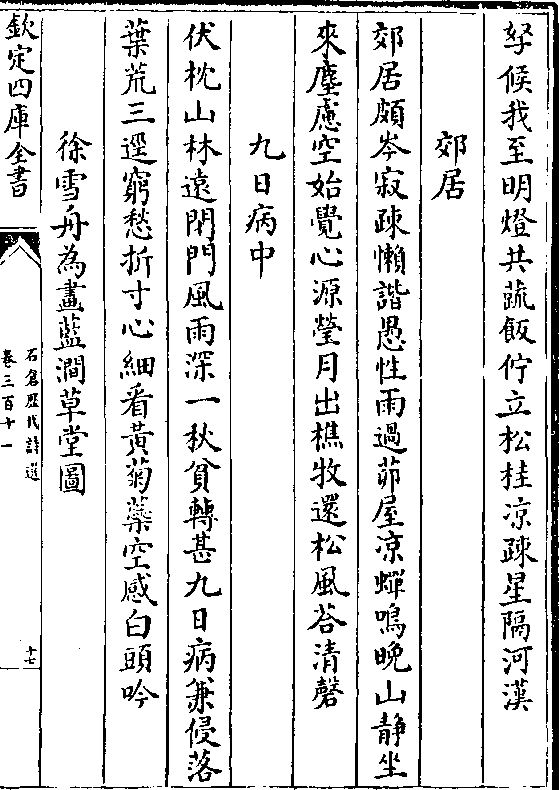 孥候我至明燈共蔬飯佇立松桂凉疎星隔河漢
郊居
郊居頗岑寂疎懶諧愚性雨過茆屋凉蟬鳴晚山靜坐
來塵慮空始覺心源瑩月出樵牧還松風荅清磬
九日病中
伏枕山林遠閉門風雨深一秋貧轉甚九日病兼侵落
葉荒三逕窮愁折寸心細看黃菊蘂空感白頭吟
徐雪舟為畫藍澗草堂圖
欽定四庫全書
石倉歷代詩選
卷三百十一
十七